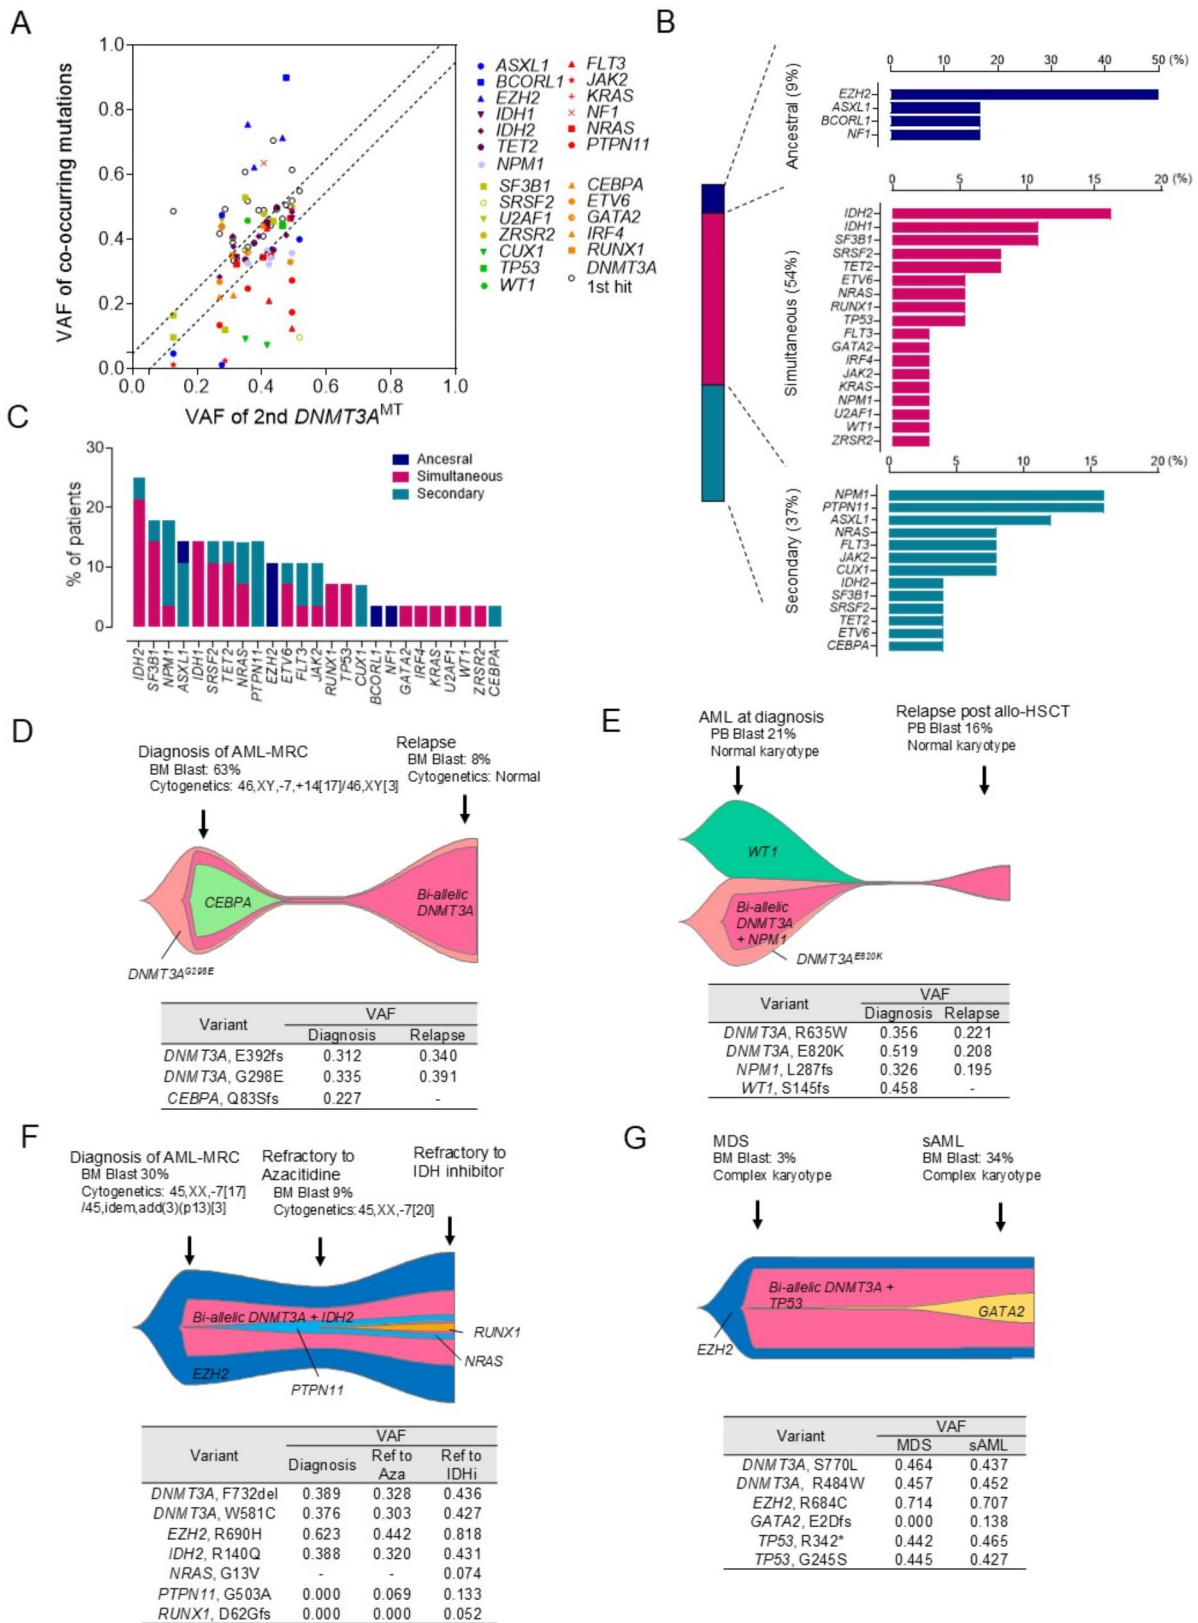 A
VAF of co-occurring mutations
1.0
0.8
0.6
0.4
0.2
0.0
0.0 0.2 0.4 0.6 0.8 1.0
VAF of 2nd DNMT3A^MT
ASXL1
BCORL1
EZH2
IDH1
IDH2
TET2
NPM1
SF3B1
SRSF2
U2AF1
ZRSR2
CUX1
TP53
WT1
FLT3
JAK2
KRAS
NF1
NRAS
PTPN11
CEBPA
ETV6
GATA2
IRF4
RUNX1
DNMT3A
1st hit
B
Ancestral (9%)
0 10 20 30 40 50 (%)
EZH2
ASXL1
BCORL1
NF1
Simultaneous (54%)
0 5 10 15 20 (%)
IDH2
IDH1
SF3B1
SRSF2
TET2
ETV6
NRAS
RUNX1
TP53
FLT3
GATA2
IRF4
JAK2
KRAS
NPM1
U2AF1
WT1
ZRSR2
Secondary (37%)
0 5 10 15 20 (%)
NPM1
PTPN11
ASXL1
NRAS
FLT3
JAK2
CUX1
IDH2
SF3B1
SRSF2
TET2
ETV6
CEBPA
C
% of patients
30
20
10
0
Ancesral
Simultaneous
Secondary
IDH2
SF3B1
NPM1
ASXL1
IDH1
SRSF2
TET2
NRAS
PTPN11
EZH2
ETV6
FLT3
JAK2
RUNX1
TP53
CUX1
BCORL1
NF1
GATA2
IRF4
KRAS
U2AF1
WT1
ZRSR2
CEBPA
D
Diagnosis of AML-MRC
BM Blast: 63%
Cytogenetics: 46,XY,-7,+14[17]/46,XY[3]
Relapse
BM Blast: 8%
Cytogenetics: Normal
CEBPA
Bi-allelic
DNMT3A
DNMT3A^G298E
Variant VAF
Diagnosis Relapse
DNMT3A, E392fs 0.312 0.340
DNMT3A, G298E 0.335 0.391
CEBPA, Q83Sfs 0.227 -
E
AML at diagnosis
PB Blast 21%
Normal karyotype
Relapse post allo-HSCT
PB Blast 16%
Normal karyotype
WT1
Bi-allelic
DNMT3A
+ NPM1
DNMT3A^E820K
Variant VAF
Diagnosis Relapse
DNMT3A, R635W 0.356 0.221
DNMT3A, E820K 0.519 0.208
NPM1, L287fs 0.326 0.195
WT1, S145fs 0.458 -
F
Diagnosis of AML-MRC
BM Blast 30%
Cytogenetics: 45,XX,-7[17]
/45,idem,add(3)(p13)[3]
Refractory to
Azacitidine
BM Blast 9%
Cytogenetics: 45,XX,-7[20]
Refractory to
IDH inhibitor
Bi-allelic DNMT3A + IDH2
EZH2
PTPN11
RUNX1
NRAS
Variant VAF
Diagnosis Ref to Aza Ref to IDHi
DNMT3A, F732del 0.389 0.328 0.436
DNMT3A, W581C 0.376 0.303 0.427
EZH2, R690H 0.623 0.442 0.818
IDH2, R140Q 0.388 0.320 0.431
NRAS, G13V - - 0.074
PTPN11, G503A 0.000 0.069 0.133
RUNX1, D62Gfs 0.000 0.000 0.052
G
MDS
BM Blast: 3%
Complex karyotype
sAML
BM Blast: 34%
Complex karyotype
Bi-allelic DNMT3A +
TP53
GATA2
EZH2
Variant VAF
MDS sAML
DNMT3A, S770L 0.464 0.437
DNMT3A, R484W 0.457 0.452
EZH2, R684C 0.714 0.707
GATA2, E2Dfs 0.000 0.138
TP53, R342* 0.442 0.465
TP53, G245S 0.445 0.427